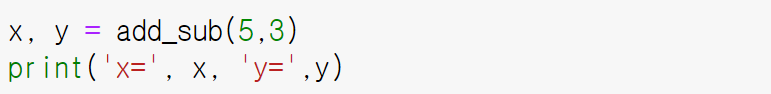 x, y = add_sub(5,3)
print('x=', x, 'y=',y)